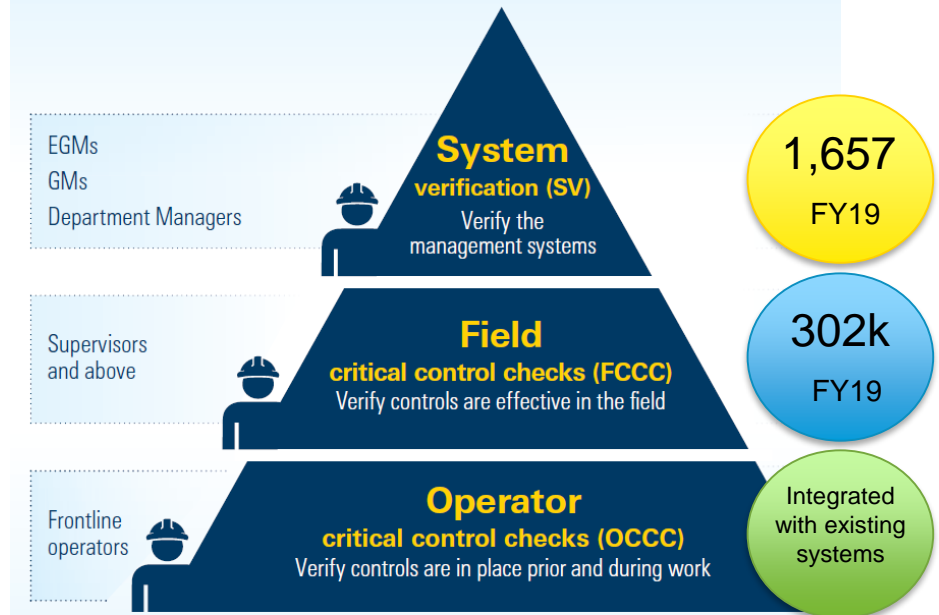 EGMs
GMs
Department Managers
System
verification (SV)
Verify the
management systems
1,657
FY19
Supervisors
and above
Field
critical control checks (FCCC)
Verify controls are effective in the field
302k
FY19
Frontline
operators
Operator
critical control checks (OCCC)
Verify controls are in place prior and during work
Integrated
with existing
systems